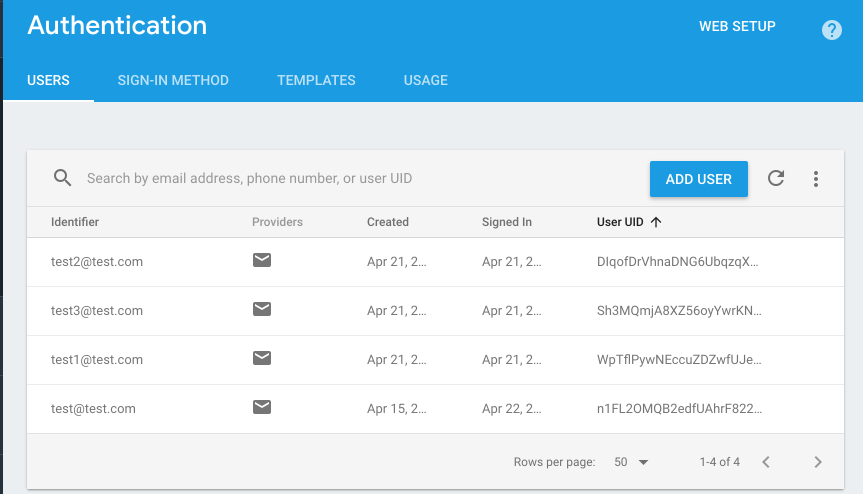 Authentication
WEB SETUP
?
USERS SIGN-IN METHOD TEMPLATES USAGE
Search by email address, phone number, or user UID
ADD USER
Identifier Providers Created Signed In User UID
test2@test.com Apr 21, 2... Apr 21, 2... DIqofDrVhnaDNG6UbqzqX...
test3@test.com Apr 21, 2... Apr 21, 2... Sh3MQmjA8XZ56oyYwrKN...
test1@test.com Apr 21, 2... Apr 21, 2... WpTflPywNEccuZDZwfUJe...
test@test.com Apr 15, 2... Apr 22, 2... n1FL2OMQB2edfUAhrF822...
Rows per page: 50 1-4 of 4